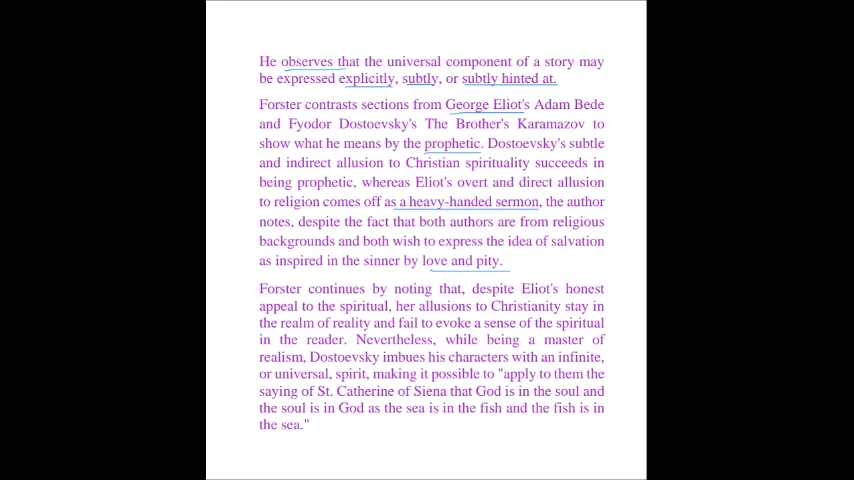 He observes that the universal component of a story may
be expressed explicitly, subtly, or subtly hinted at.
Forster contrasts sections from George Eliot's Adam Bede
and Fyodor Dostoevsky's The Brother's Karamazov to
show what he means by the prophetic. Dostoevsky's subtle
and indirect allusion to Christian spirituality succeeds in
being prophetic, whereas Eliot's overt and direct allusion
to religion comes off as a heavy-handed sermon, the author
notes, despite the fact that both authors are from religious
backgrounds and both wish to express the idea of salvation
as inspired in the sinner by love and pity.
Forster continues by noting that, despite Eliot's honest
appeal to the spiritual, her allusions to Christianity stay in
the realm of reality and fail to evoke a sense of the spiritual
in the reader. Nevertheless, while being a master of
realism, Dostoevsky imbues his characters with an infinite,
or universal, spirit, making it possible to "apply to them the
saying of St. Catherine of Siena that God is in the soul and
the soul is in God as the sea is in the fish and the fish is in
the sea."